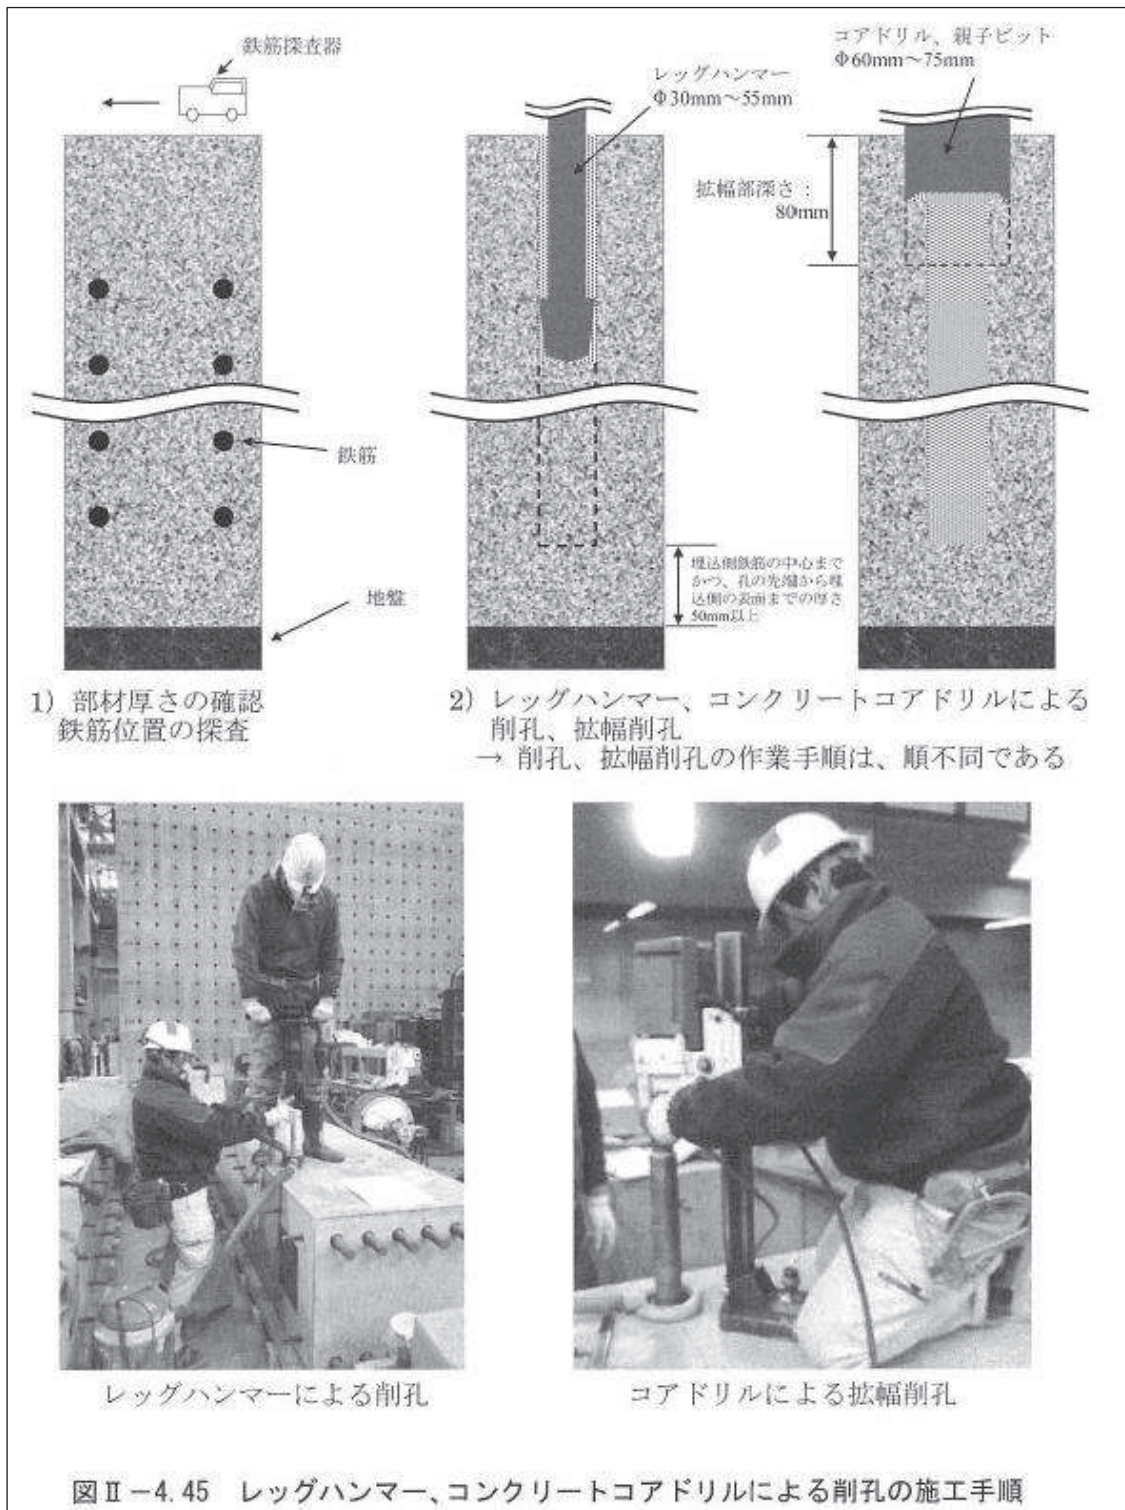 鉄筋探査器
レッグハンマー
Φ30mm～55mm
コアドリル、親子ビット
Φ60mm～75mm
拡幅部深さ：
80mm
鉄筋
埋込側鉄筋の中心まで
かつ、孔の先端から埋
込側の表面までの厚さ
50mm以上
地盤
1）部材厚さの確認
鉄筋位置の探査
2）レッグハンマー、コンクリートコアドリルによる
削孔、拡幅削孔
→ 削孔、拡幅削孔の作業手順は、順不同である
レッグハンマーによる削孔
コアドリルによる拡幅削孔
図Ⅱ－4.45　レッグハンマー、コンクリートコアドリルによる削孔の施工手順